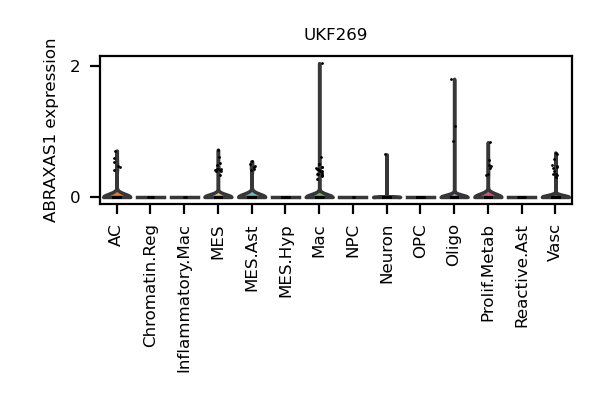 UKF269
ABRAXAS1 expression
2
0
AC
Chromatin.Reg
Inflammatory.Mac
MES
MES.Ast
MES.Hyp
Mac
NPC
Neuron
OPC
Oligo
Prolif.Metab
Reactive.Ast
Vasc